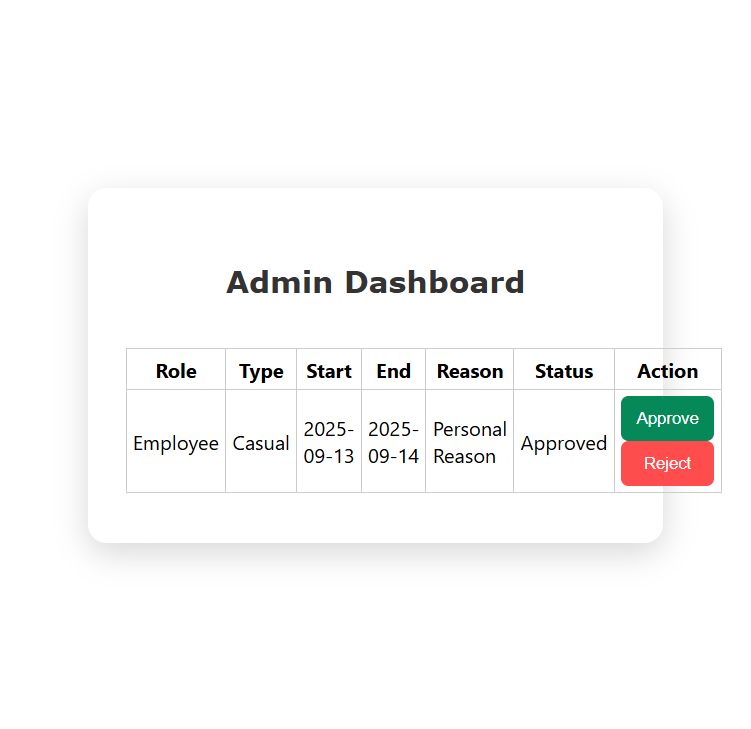 Admin Dashboard
Role Type Start End Reason Status Action
Employee Casual 2025-09-13 2025-09-14 Personal Reason Approved Approve
Reject